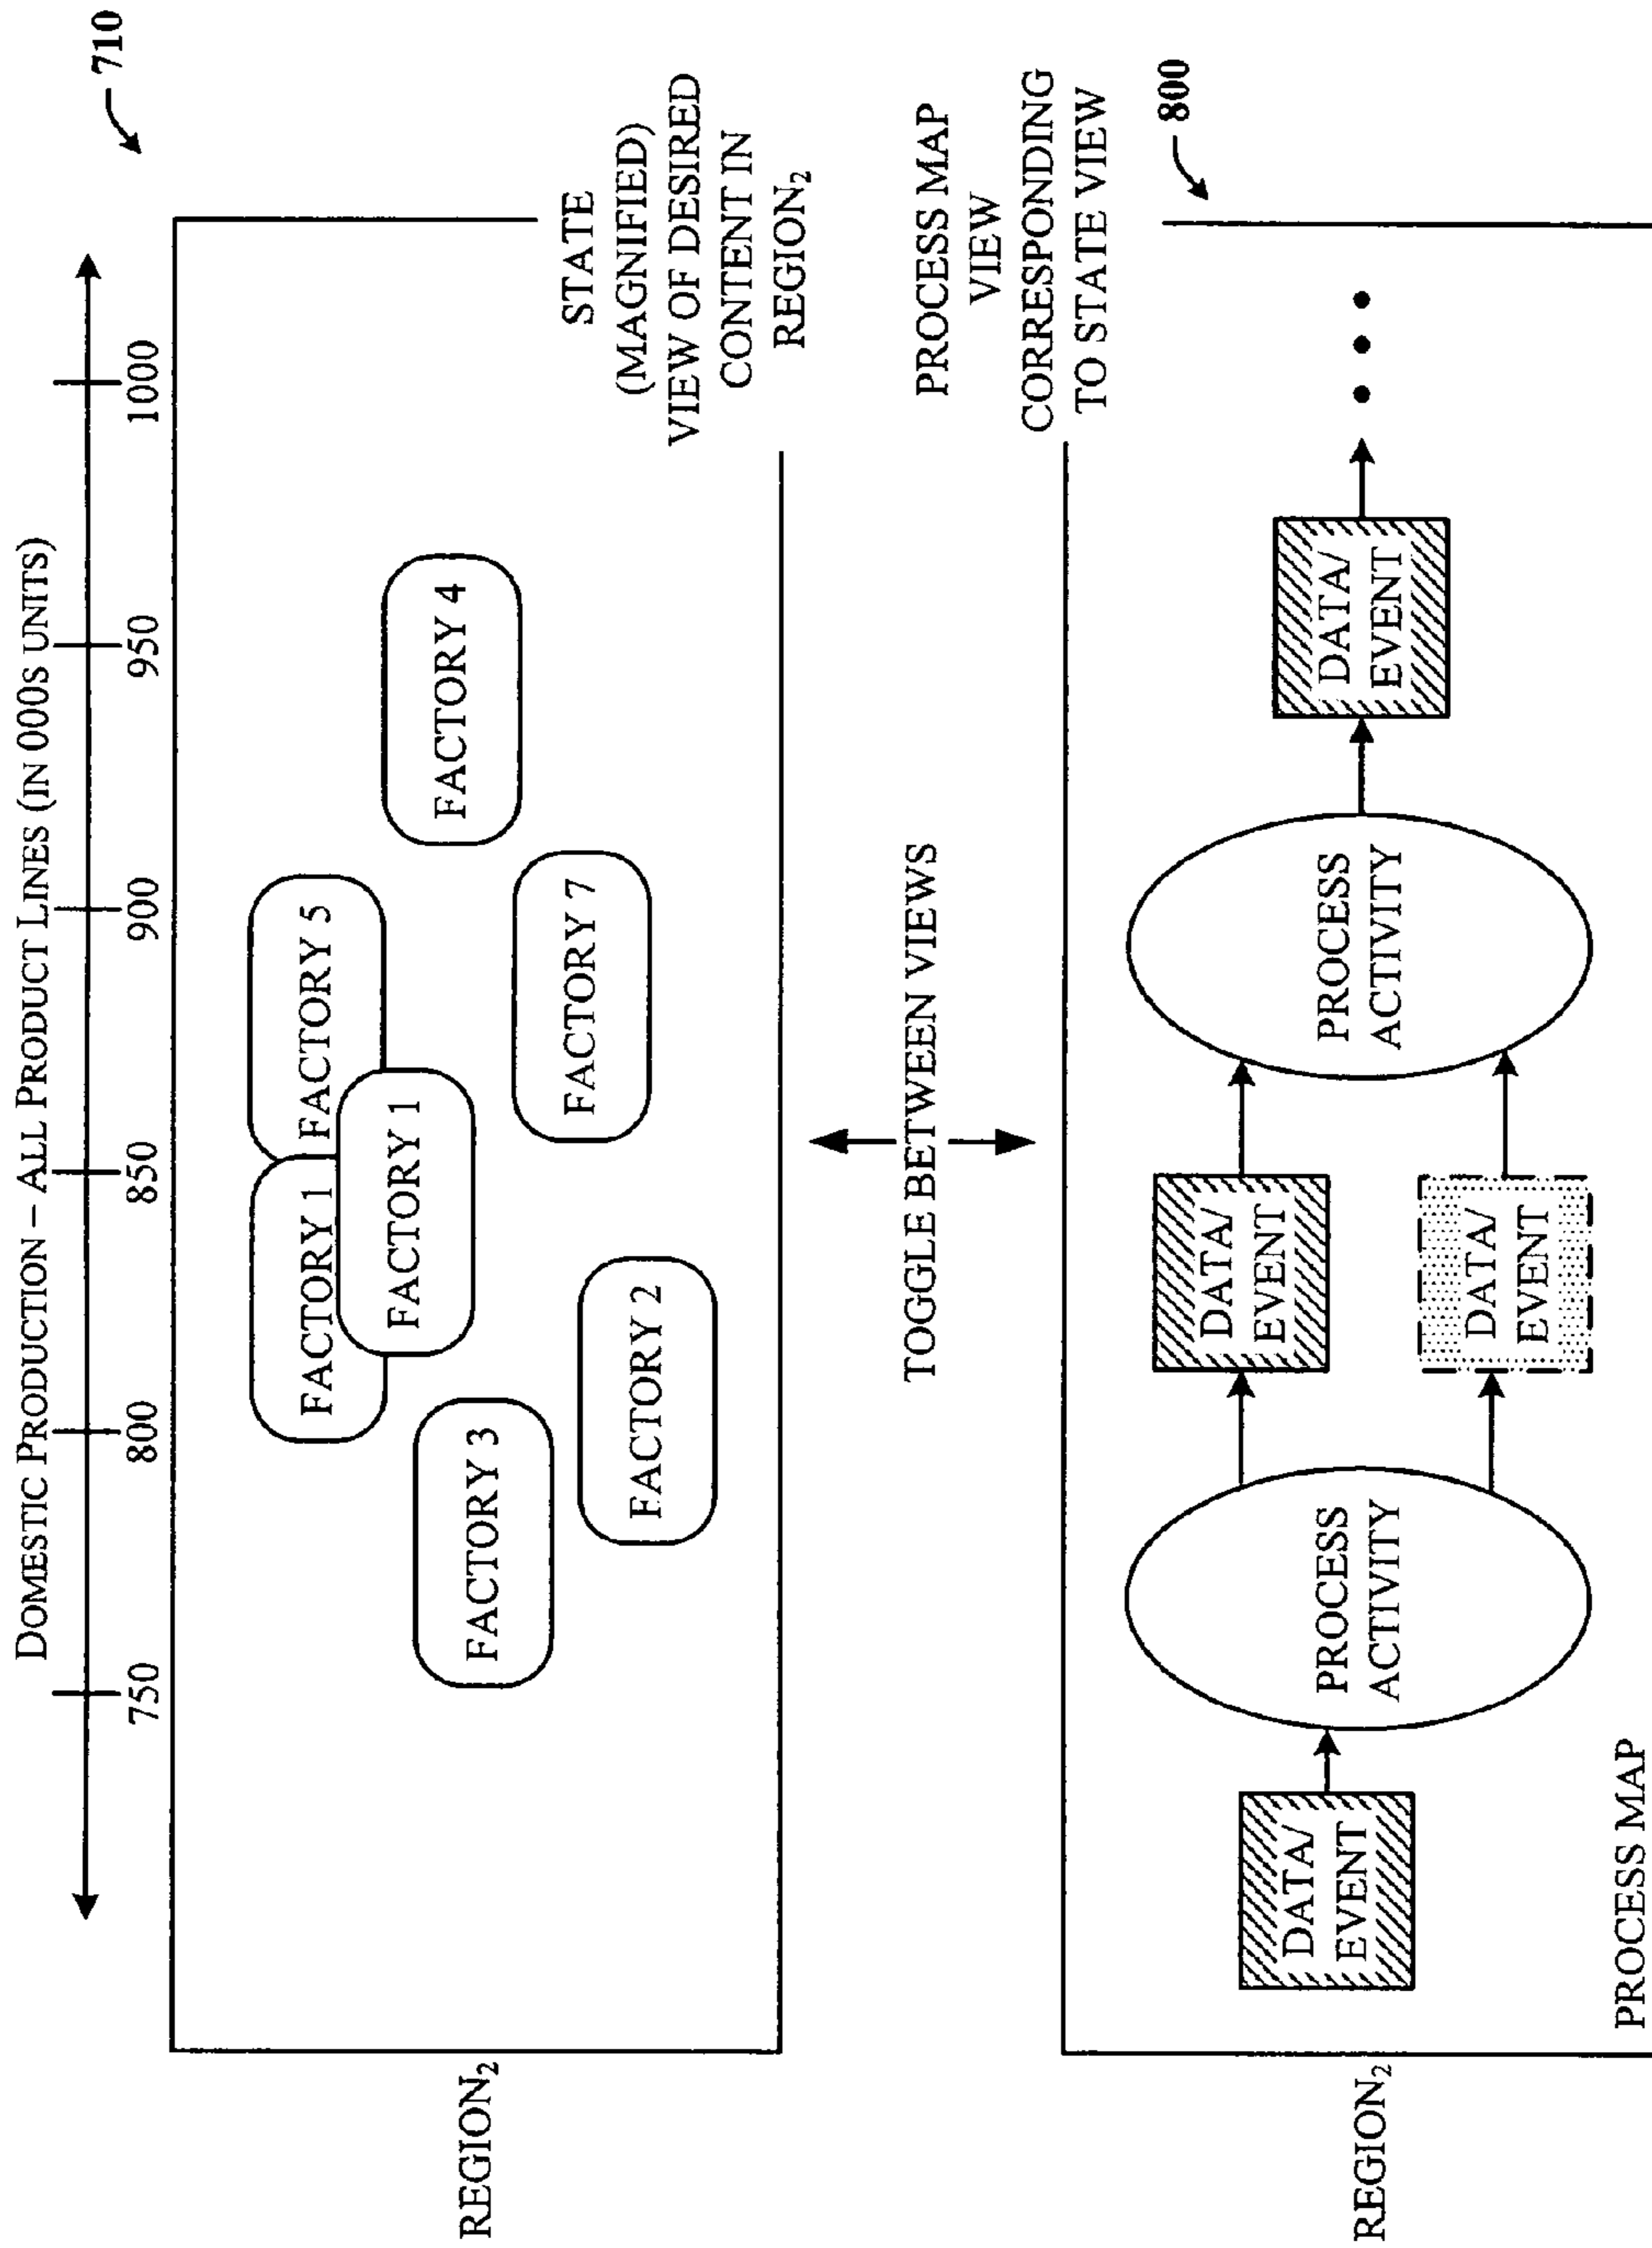 DOMESTIC PRODUCTION – ALL PRODUCT LINES (IN 000S UNITS)
710
750
800
850
900
950
1000
REGION₂
FACTORY 1
FACTORY 5
FACTORY 1
FACTORY 3
FACTORY 4
FACTORY 7
FACTORY 2
STATE
(MAGNIFIED)
VIEW OF DESIRED
CONTENT IN
REGION₂
TOGGLE BETWEEN VIEWS
PROCESS MAP
VIEW
CORRESPONDING
TO STATE VIEW
800
REGION₂
DATA/
EVENT
PROCESS
ACTIVITY
DATA/
EVENT
DATA/
EVENT
PROCESS
ACTIVITY
DATA/
EVENT
PROCESS MAP